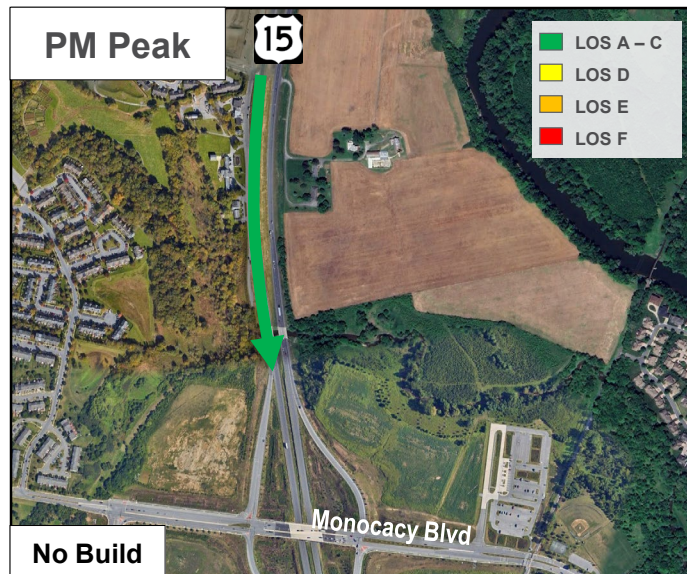 PM Peak
15
LOS A – C
LOS D
LOS E
LOS F
Monocacy Blvd
No Build